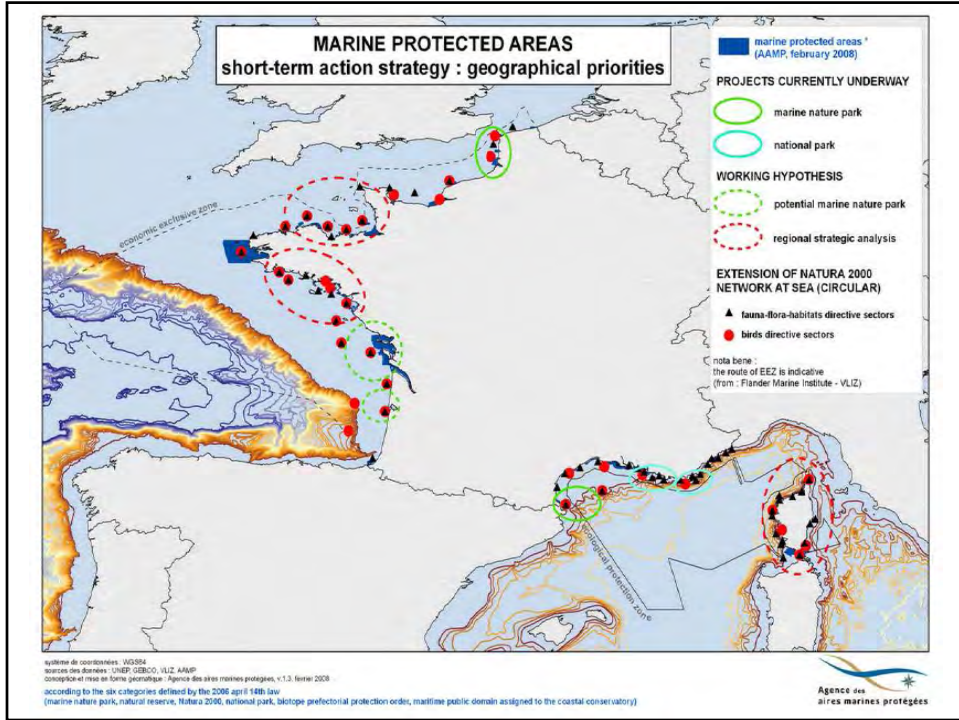 MARINE PROTECTED AREAS
short-term action strategy : geographical priorities
marine protected areas *
(AAMP, february 2008)
PROJECTS CURRENTLY UNDERWAY
marine nature park
national park
WORKING HYPOTHESIS
potential marine nature park
regional strategic analysis
EXTENSION OF NATURA 2000
NETWORK AT SEA (CIRCULAR)
fauna-flora-habitats directive sectors
birds directive sectors
nota bene :
the route of EEZ is indicative
(from : Flander Marine Institute - VLIZ)
economic exclusive zone
ecological protection zone
système de coordonnées : WGS84
sources des données : UNEP, GEBCO, VLIZ, AAMP
conception et mise en forme géomatique : Agence des aires marines protégées, v.1.3, février 2008
according to the six categories defined by the 2006 april 14th law
(marine nature park, natural reserve, Natura 2000, national park, biotope prefectorial protection order, maritime public domain assigned to the coastal conservatory)
Agence des
aires marines protégées